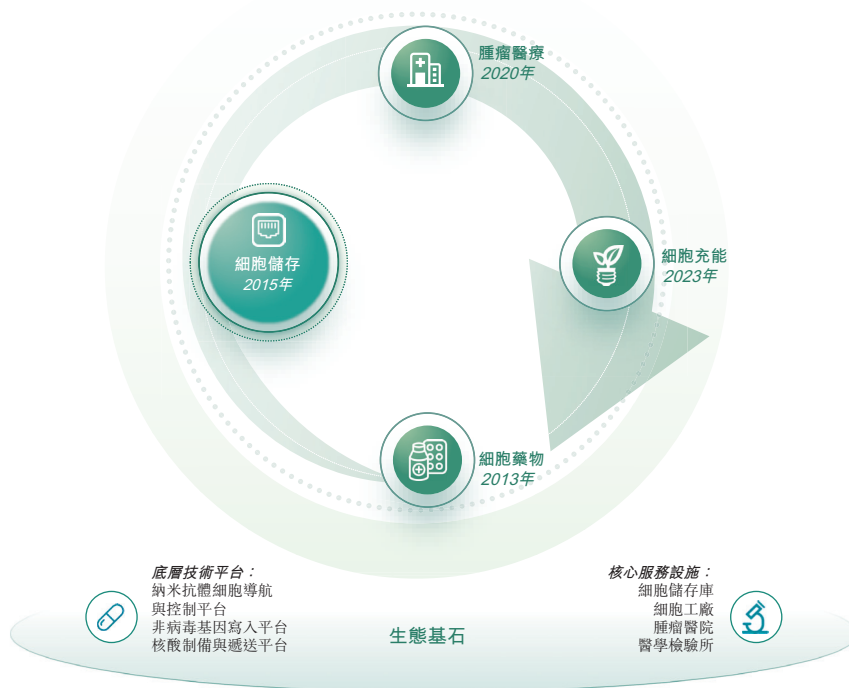 腫瘤醫療
2020年
細胞儲存
2015年
細胞充能
2023年
細胞藥物
2013年
底層技術平台：
納米抗體細胞導航
與控制平台
非病毒基因寫入平台
核酸制備與遞送平台
生態基石
核心服務設施：
細胞儲存庫
細胞工廠
腫瘤醫院
醫學檢驗所